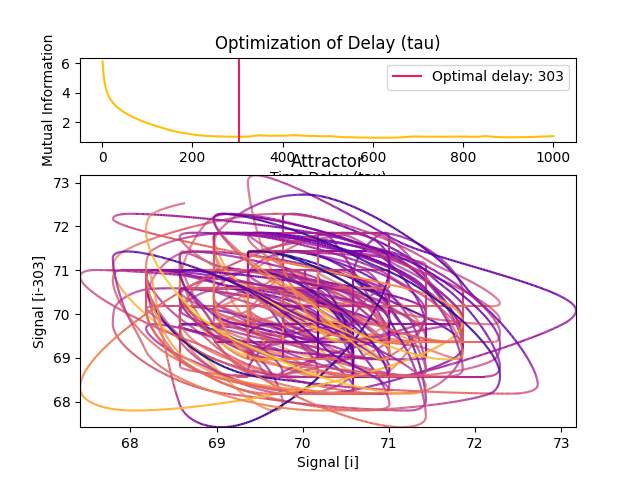 Optimization of Delay (tau)
Mutual Information
6
4
2
Optimal delay: 303
0 200 400 600 800 1000
Time Delay (tau)
Attractor
Signal [i-303]
73
72
71
70
69
68
68 69 70 71 72 73
Signal [i]